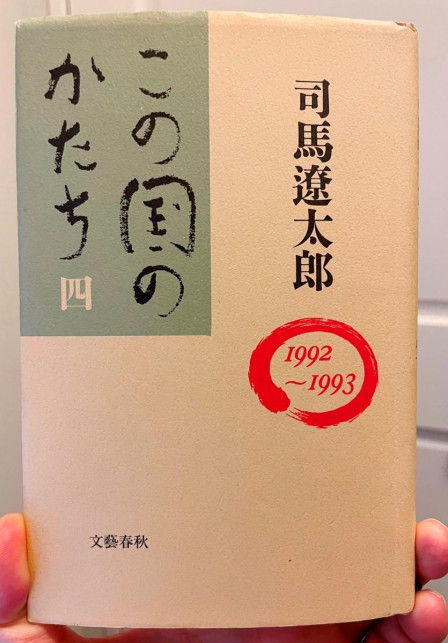 司馬遼太郎
この国の
かたち 四
1992
〜1993
文藝春秋